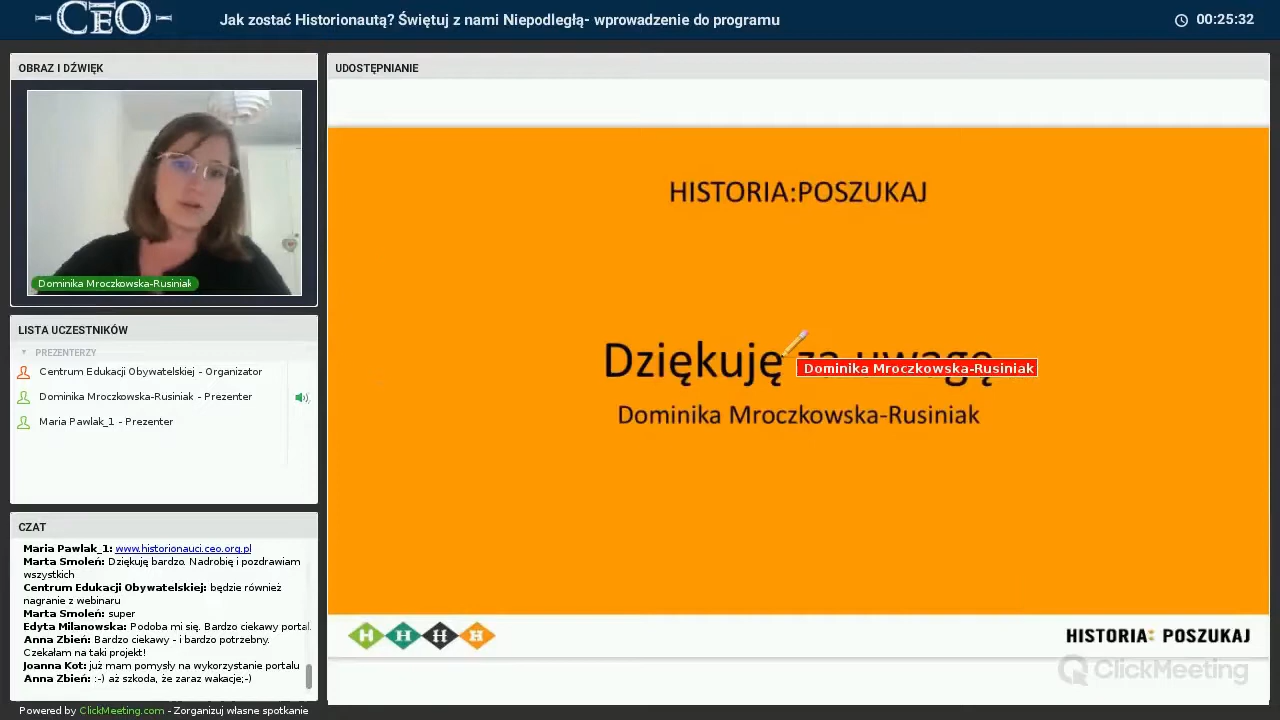 CEO
Jak zostać Historionautą? Świętuj z nami Niepodległą- wprowadzenie do programu
00:25:32
OBRAZ I DŹWIĘK
Dominika Mroczkowska-Rusiniak
LISTA UCZESTNIKÓW
PREZENTERZY
Centrum Edukacji Obywatelskiej - Organizator
Dominika Mroczkowska-Rusiniak - Prezenter
Maria Pawlak_1 - Prezenter
CZAT
Maria Pawlak_1: www.historionauci.ceo.org.pl
Marta Smoleń: Dziękuję bardzo. Nadrobię i pozdrawiam
wszystkich
Centrum Edukacji Obywatelskiej: będzie również
nagranie z webinaru
Marta Smoleń: super
Edyta Milanowska: Podoba mi się. Bardzo ciekawy portal.
Anna Zbień: Bardzo ciekawy - i bardzo potrzebny.
Czekałam na taki projekt!
Joanna Kot: już mam pomysły na wykorzystanie portalu
Anna Zbień: :-) aż szkoda, że zaraz wakacje;-)
Powered by ClickMeeting.com - Zorganizuj własne spotkanie
UDOSTĘPNIANIE
HISTORIA:POSZUKAJ
Dziękuję za uwagę
Dominika Mroczkowska-Rusiniak
Dominika Mroczkowska-Rusiniak
H H H H
HISTORIA: POSZUKAJ
ClickMeeting